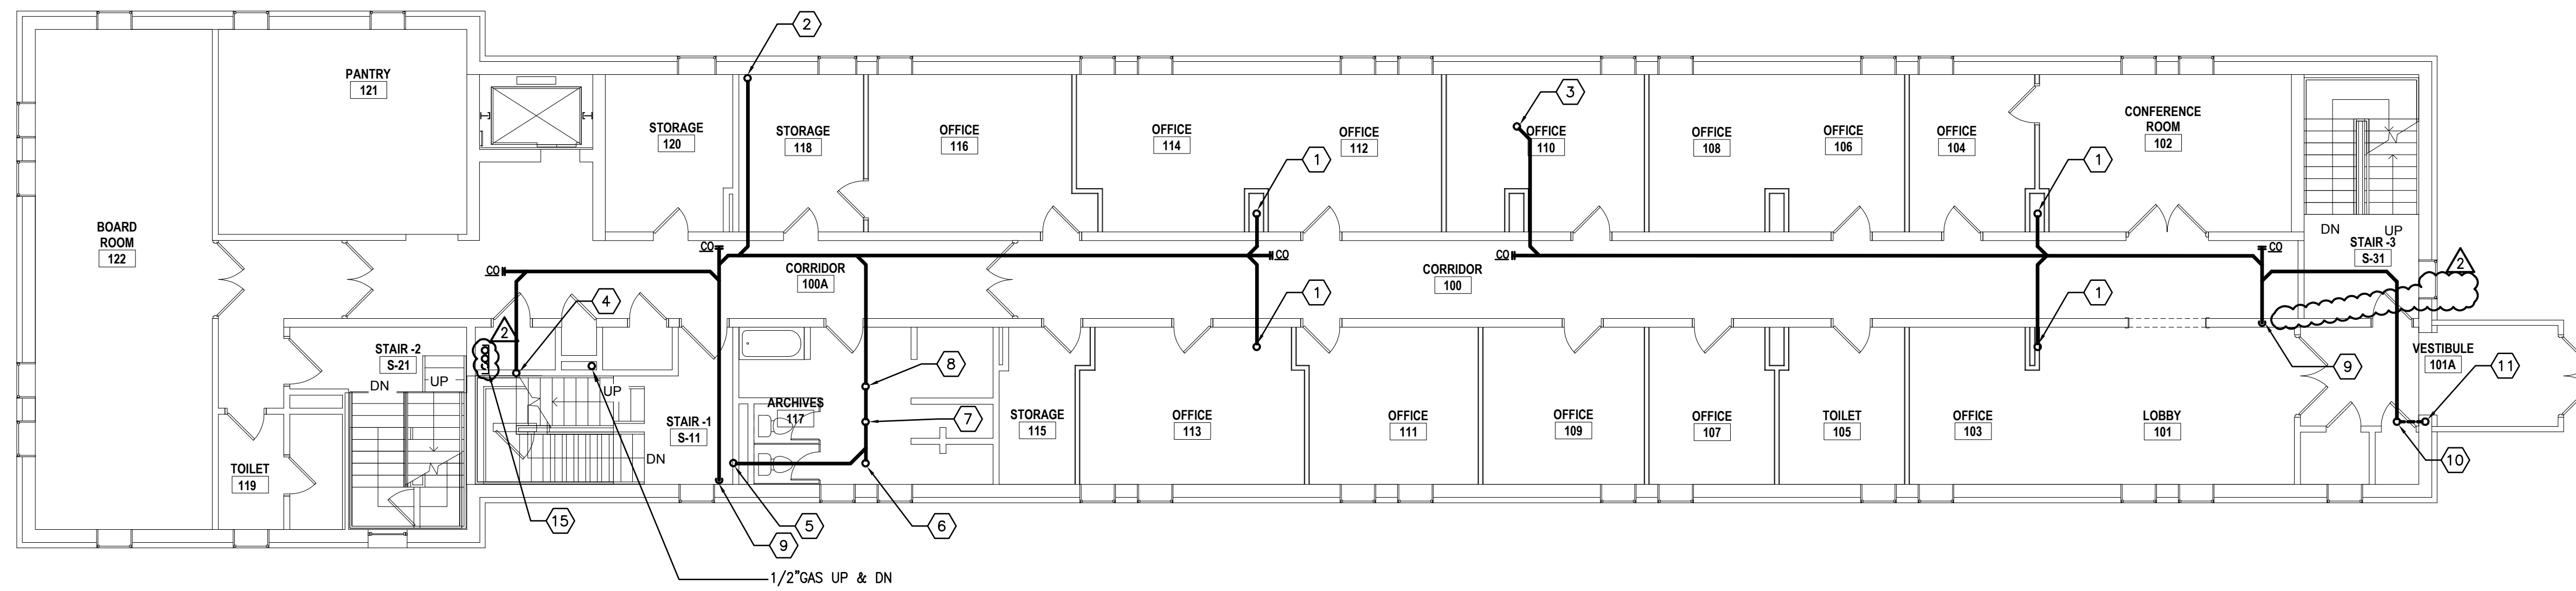 2
PANTRY
121
STORAGE
120
STORAGE
118
OFFICE
116
OFFICE
114
OFFICE
112
3
OFFICE
110
OFFICE
108
OFFICE
106
OFFICE
104
CONFERENCE
ROOM
102
1
1
BOARD
ROOM
122
CO
CO
CO
CO
CO
CORRIDOR
100A
CORRIDOR
100
DN
UP
STAIR -3
S-31
2
4
1
1
2
STAIR -2
S-21
DN
UP
UP
8
9
VESTIBULE
101A
11
ARCHIVES
117
7
STORAGE
115
OFFICE
113
OFFICE
111
OFFICE
109
OFFICE
107
TOILET
105
OFFICE
103
LOBBY
101
STAIR -1
S-11
DN
10
TOILET
119
15
5
6
9
1/2"GAS UP & DN